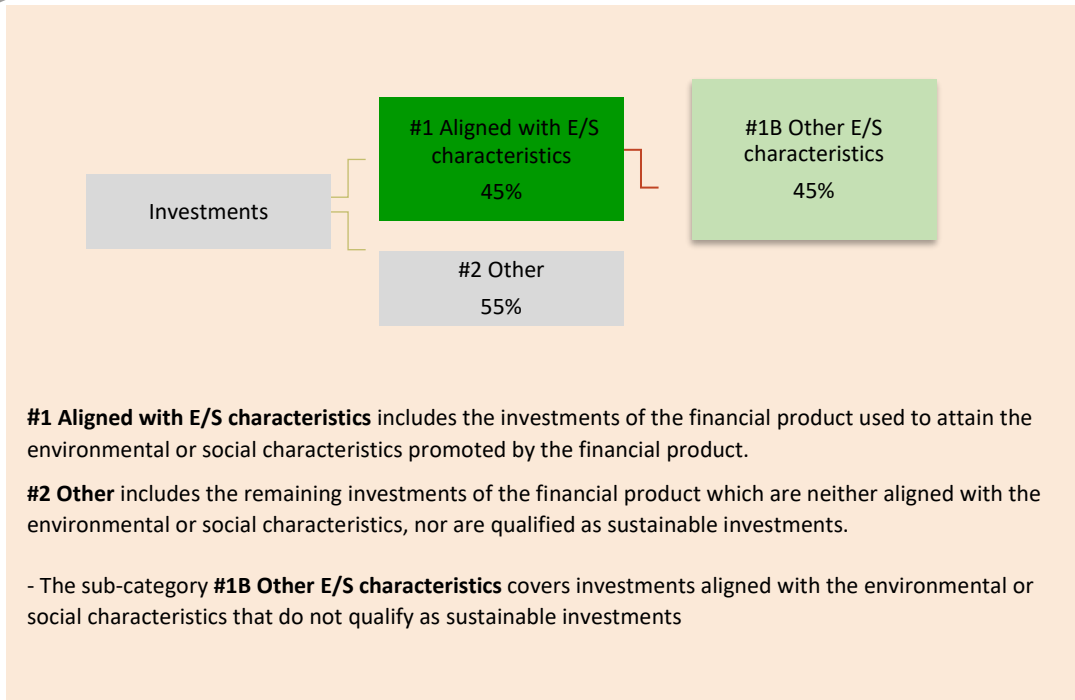 Investments
#1 Aligned with E/S
characteristics
45%
#1B Other E/S
characteristics
45%
#2 Other
55%
#1 Aligned with E/S characteristics includes the investments of the financial product used to attain the
environmental or social characteristics promoted by the financial product.
#2 Other includes the remaining investments of the financial product which are neither aligned with the
environmental or social characteristics, nor are qualified as sustainable investments.
- The sub-category #1B Other E/S characteristics covers investments aligned with the environmental or
social characteristics that do not qualify as sustainable investments